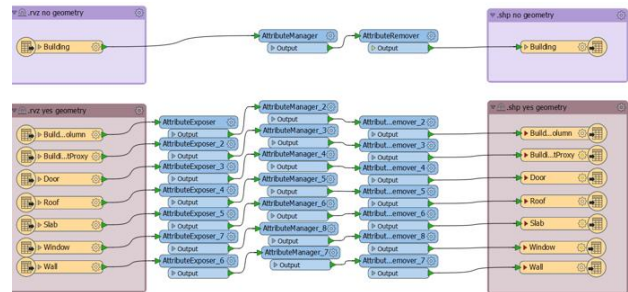 .rvz no geometry
.shp no geometry
Building
AttributeManager
Output
AttributeRemover
Output
Building
.rvz yes geometry
.shp yes geometry
Build...olumn
AttributeExposer
Output
AttributeManager_2
Output
Attribut...emover_2
Output
Build...olumn
Buildi...tProxy
AttributeExposer_2
Output
AttributeManager_3
Output
Attribut...emover_3
Output
Buildi...tProxy
Door
AttributeExposer_3
Output
AttributeManager_4
Output
Attribut...emover_4
Output
Door
Roof
AttributeExposer_4
Output
AttributeManager_5
Output
Attribut...emover_5
Output
Roof
Slab
AttributeExposer_5
Output
AttributeManager_6
Output
Attribut...emover_6
Output
Slab
Window
AttributeExposer_7
Output
AttributeManager_8
Output
Attribut...emover_8
Output
Window
Wall
AttributeExposer_6
Output
AttributeManager_7
Output
Attribut...emover_7
Output
Wall